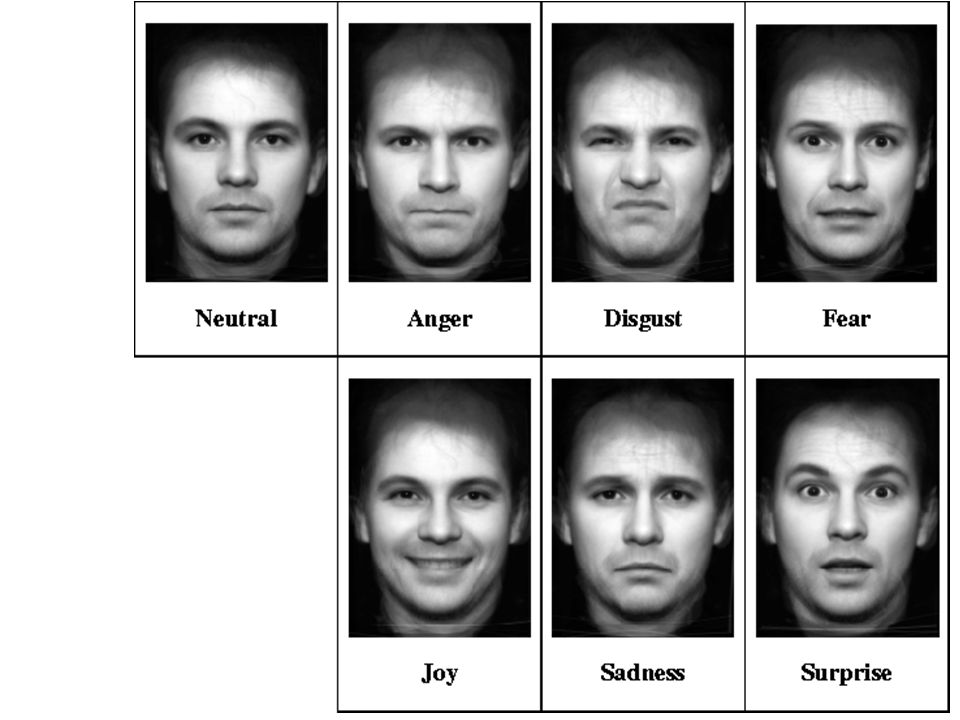 Neutral
Anger
Disgust
Fear
Joy
Sadness
Surprise